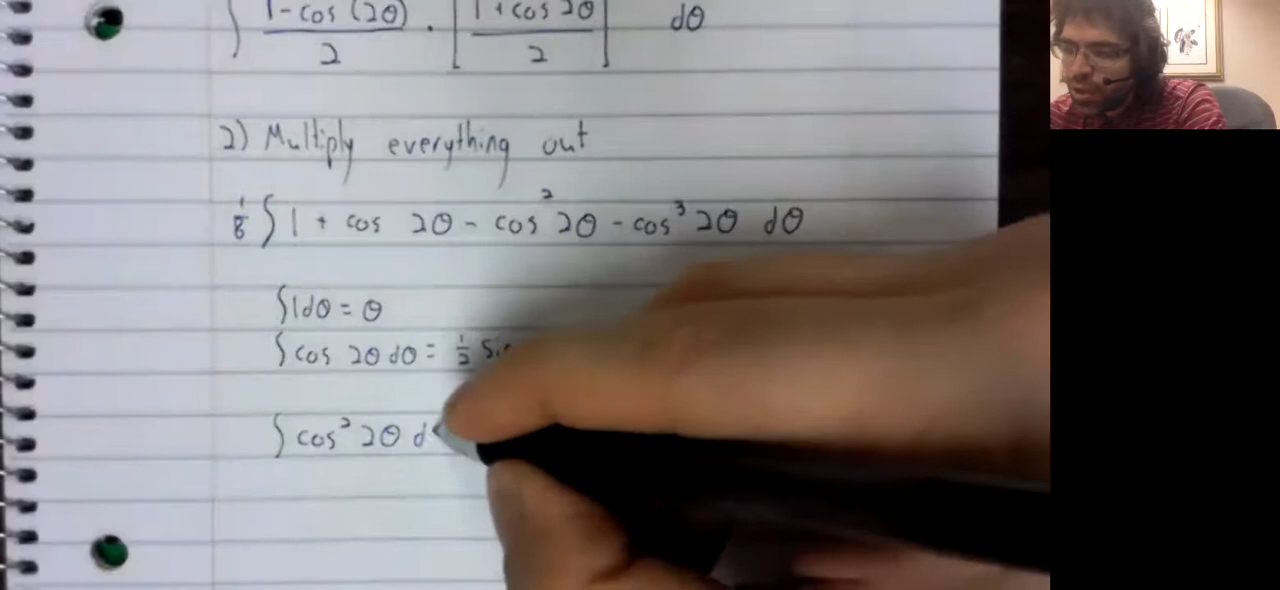 ∫ 1 - cos (2θ) / 2 · [ 1 + cos 2θ / 2 ] dθ
2) Multiply everything out
1/8 ∫ 1 + cos 2θ - cos² 2θ - cos³ 2θ dθ
∫ 1 dθ = θ
∫ cos 2θ dθ = 1/2
∫ cos² 2θ